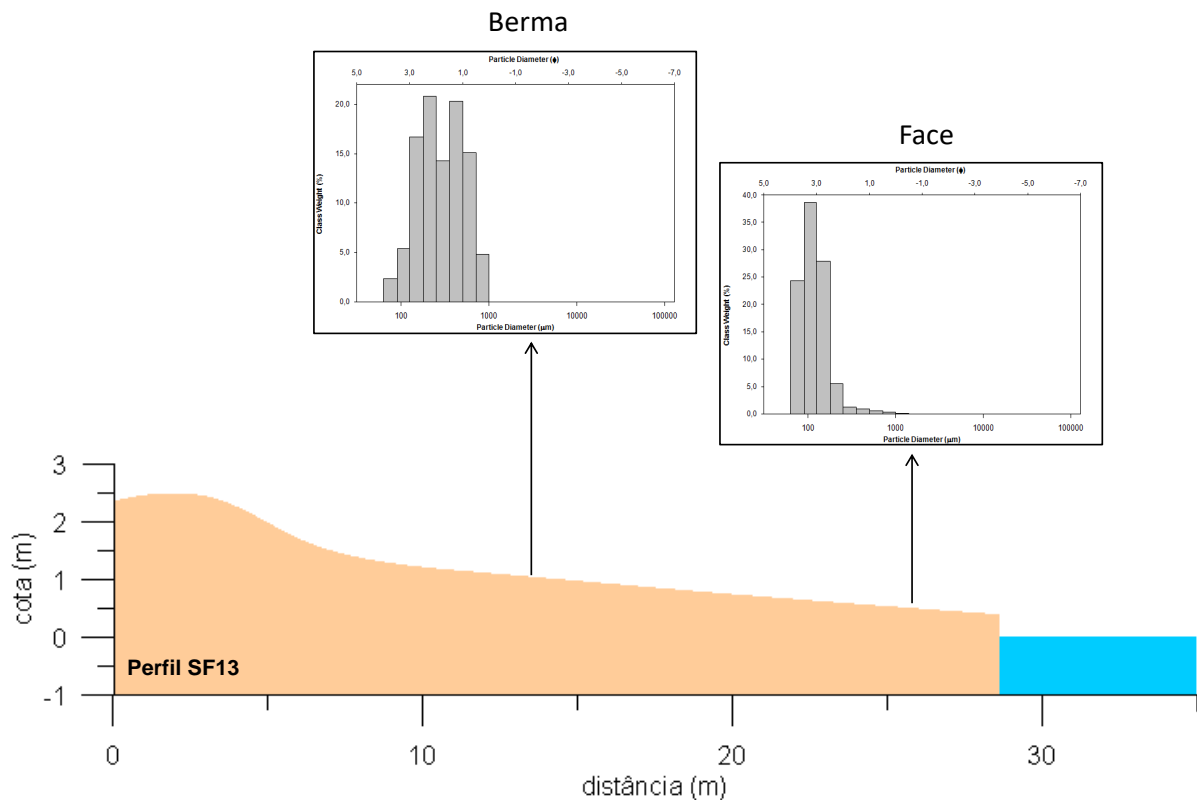 Berma
Particle Diameter (ϕ)
5,0 3,0 1,0 -1,0 -3,0 -5,0 -7,0
Class Weight (%)
20,0
15,0
10,0
5,0
0,0
100 1000 10000 100000
Particle Diameter (μm)
Face
Particle Diameter (ϕ)
5,0 3,0 1,0 -1,0 -3,0 -5,0 -7,0
Class Weight (%)
40,0
35,0
30,0
25,0
20,0
15,0
10,0
5,0
0,0
100 1000 10000 100000
Particle Diameter (μm)
cota (m)
3
2
1
0
-1
Perfil SF13
0 10 20 30
distância (m)